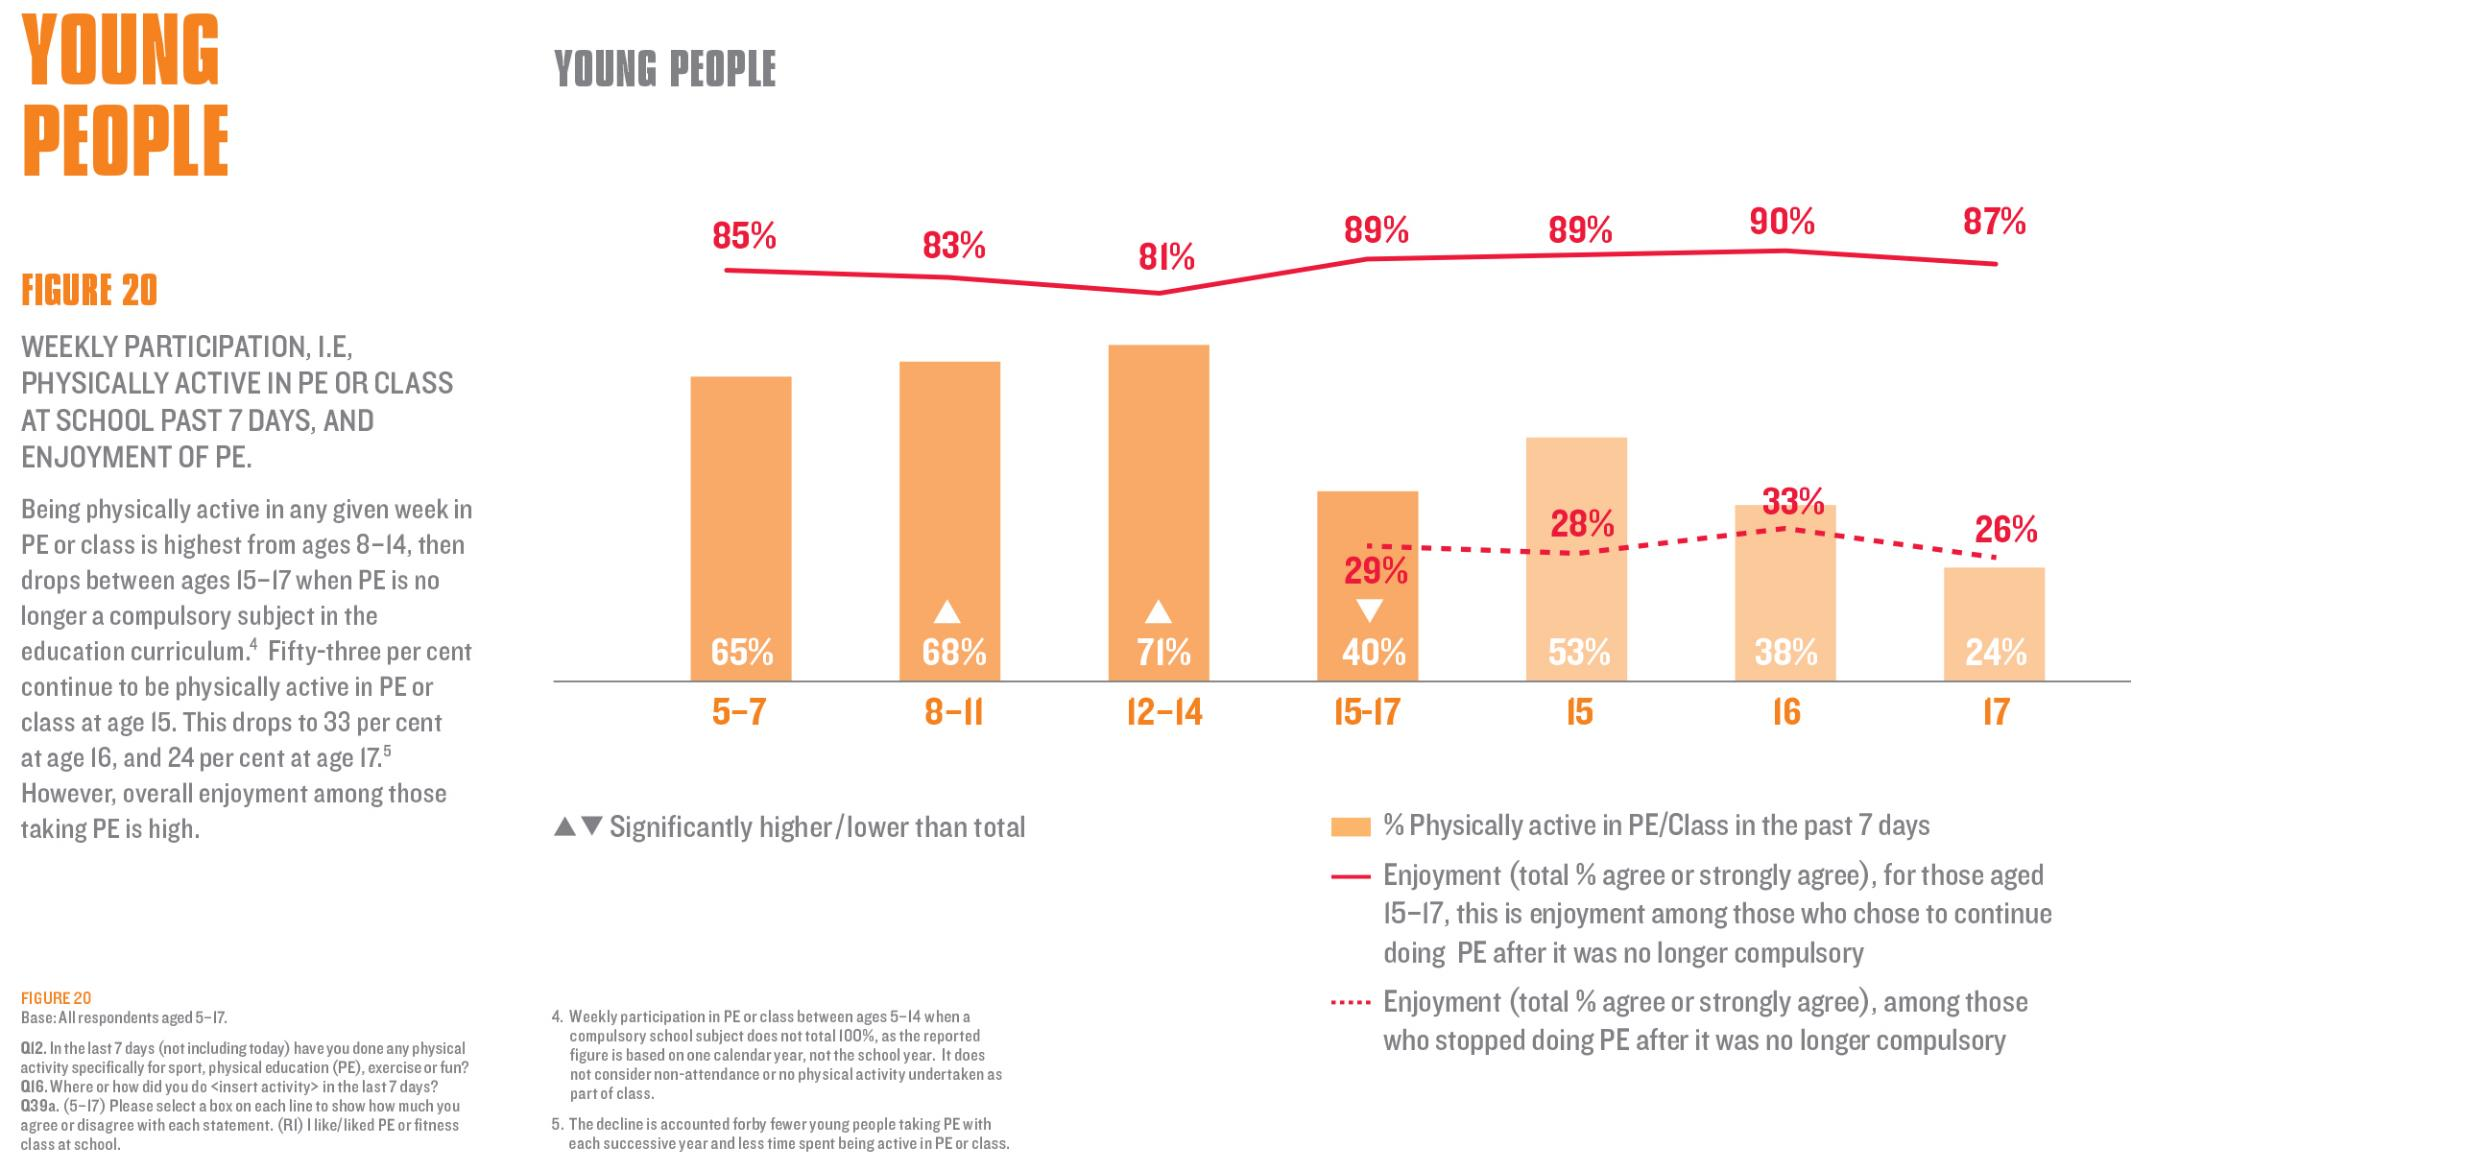 YOUNG
PEOPLE
FIGURE 20
WEEKLY PARTICIPATION, I.E,
PHYSICALLY ACTIVE IN PE OR CLASS
AT SCHOOL PAST 7 DAYS, AND
ENJOYMENT OF PE.
Being physically active in any given week in
PE or class is highest from ages 8–14, then
drops between ages 15–17 when PE is no
longer a compulsory subject in the
education curriculum.⁴ Fifty-three per cent
continue to be physically active in PE or
class at age 15. This drops to 33 per cent
at age 16, and 24 per cent at age 17.⁵
However, overall enjoyment among those
taking PE is high.
FIGURE 20
Base: All respondents aged 5–17.
Q12. In the last 7 days (not including today) have you done any physical
activity specifically for sport, physical education (PE), exercise or fun?
Q16. Where or how did you do <insert activity> in the last 7 days?
Q39a. (5–17) Please select a box on each line to show how much you
agree or disagree with each statement. (R1) I like/liked PE or fitness
class at school.
YOUNG PEOPLE
85% 83% 81% 89% 89% 90% 87%
29% 28% 33% 26%
65% 68% 71% 40% 53% 38% 24%
5–7 8–11 12–14 15-17 15 16 17
▲▼ Significantly higher/lower than total
% Physically active in PE/Class in the past 7 days
Enjoyment (total % agree or strongly agree), for those aged
15–17, this is enjoyment among those who chose to continue
doing PE after it was no longer compulsory
Enjoyment (total % agree or strongly agree), among those
who stopped doing PE after it was no longer compulsory
4. Weekly participation in PE or class between ages 5–14 when a
compulsory school subject does not total 100%, as the reported
figure is based on one calendar year, not the school year. It does
not consider non-attendance or no physical activity undertaken as
part of class.
5. The decline is accounted forby fewer young people taking PE with
each successive year and less time spent being active in PE or class.